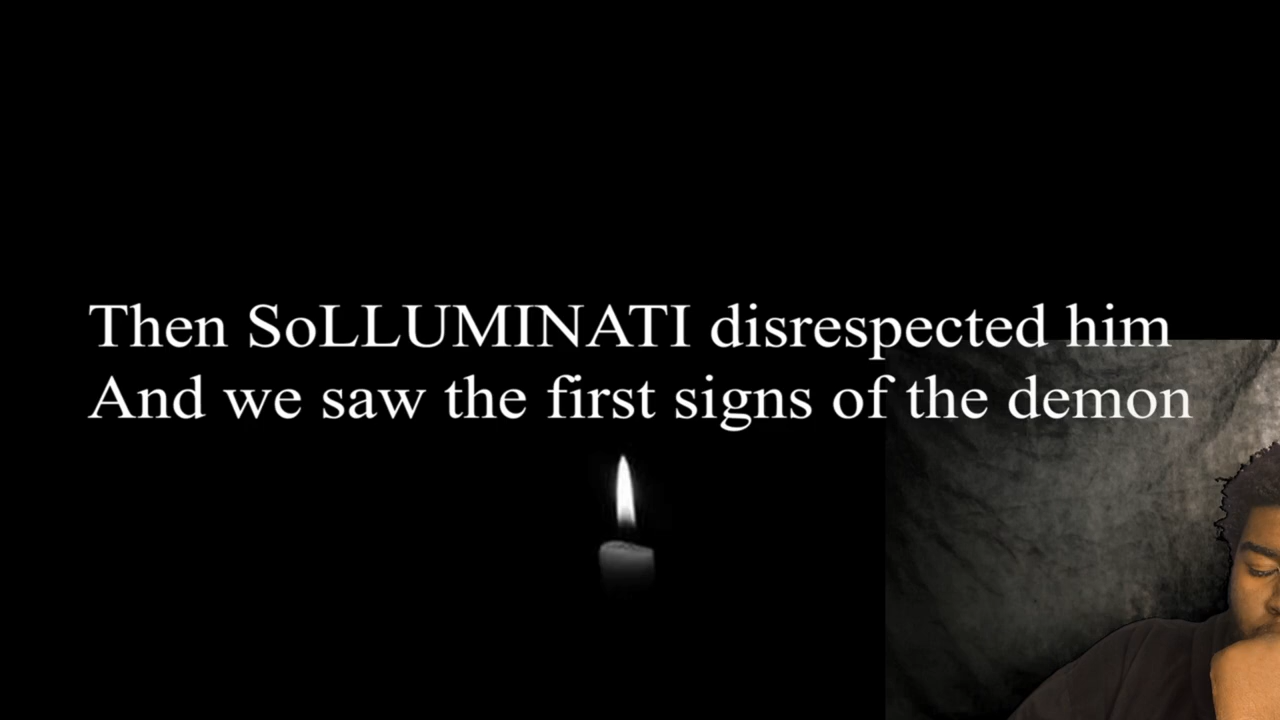 Then SoLLUMINATI disrespected him
And we saw the first signs of the demon